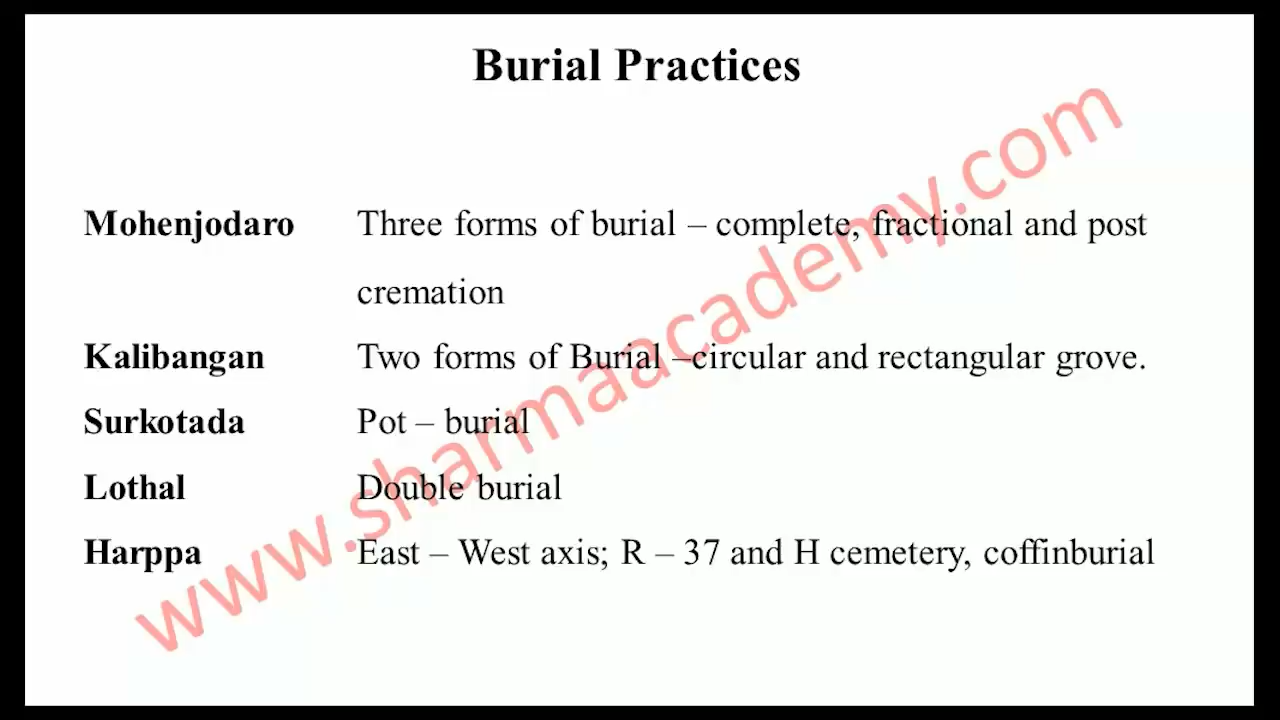 Burial Practices
Mohenjodaro Three forms of burial – complete, fractional and post
cremation
Kalibangan Two forms of Burial –circular and rectangular grove.
Surkotada Pot – burial
Lothal Double burial
Harppa East – West axis; R – 37 and H cemetery, coffinburial
www.sharmaacademy.com